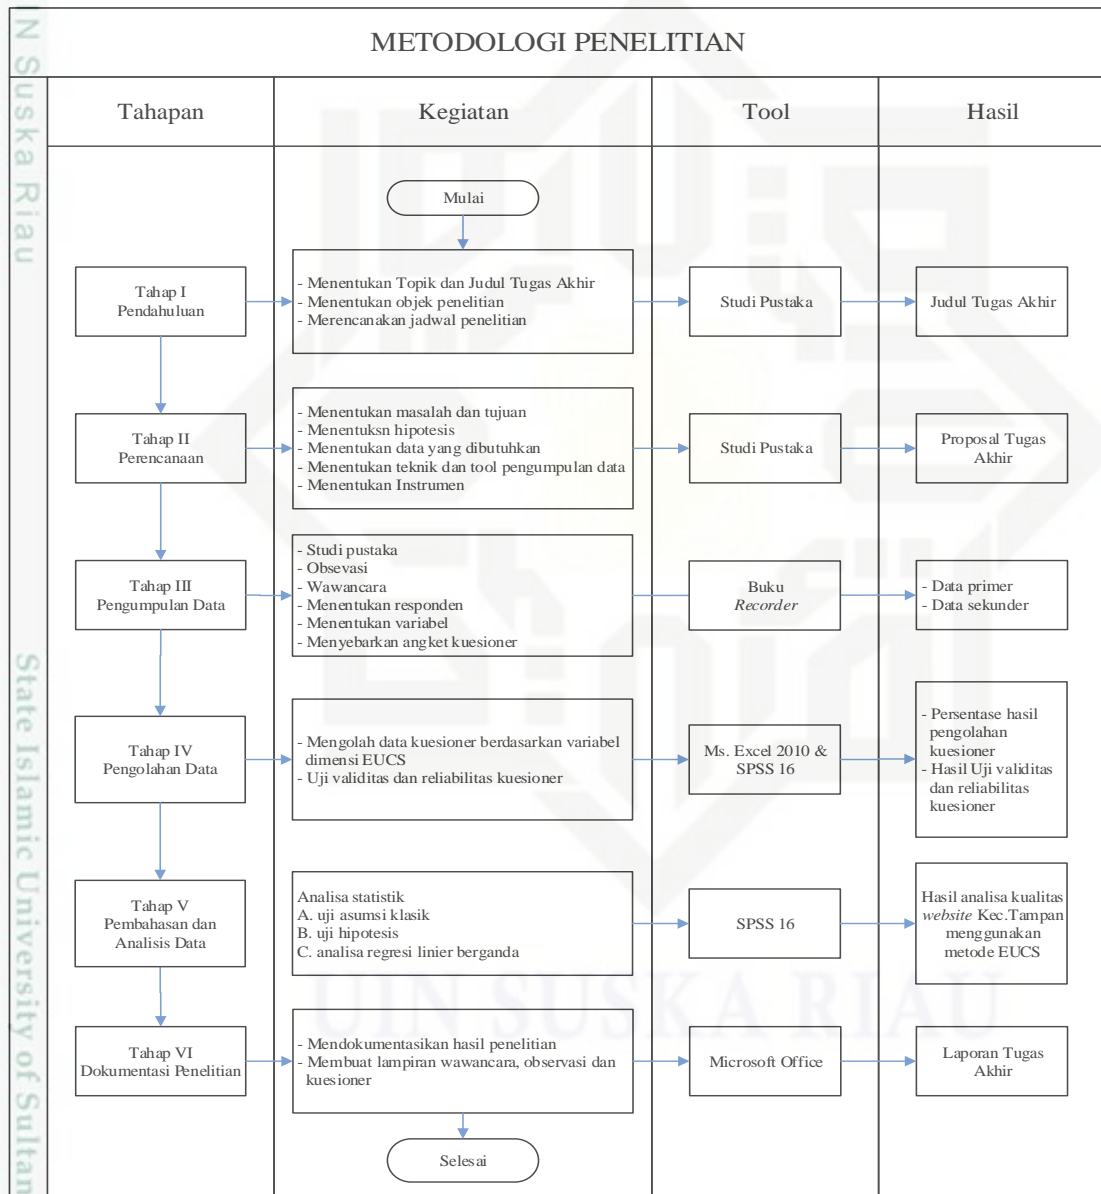 METODOLOGI PENELITIAN
Tahapan
Kegiatan
Tool
Hasil
Mulai
Tahap I
Pendahuluan
- Menentukan Topik dan Judul Tugas Akhir
- Menentukan objek penelitian
- Merencanakan jadwal penelitian
Studi Pustaka
Judul Tugas Akhir
Tahap II
Perencanaan
- Menentukan masalah dan tujuan
- Menentuksn hipotesis
- Menentukan data yang dibutuhkan
- Menentukan teknik dan tool pengumpulan data
- Menentukan Instrumen
Studi Pustaka
Proposal Tugas
Akhir
Tahap III
Pengumpulan Data
- Studi pustaka
- Obsevasi
- Wawancara
- Menentukan responden
- Menentukan variabel
- Menyebarkan angket kuesioner
Buku
Recorder
- Data primer
- Data sekunder
Tahap IV
Pengolahan Data
- Mengolah data kuesioner berdasarkan variabel
dimensi EUCS
- Uji validitas dan reliabilitas kuesioner
Ms. Excel 2010 &
SPSS 16
- Persentase hasil
pengolahan
kuesioner
- Hasil Uji validitas
dan reliabilitas
kuesioner
Tahap V
Pembahasan dan
Analisis Data
Analisa statistik
A. uji asumsi klasik
B. uji hipotesis
C. analisa regresi linier berganda
SPSS 16
Hasil analisa kualitas
website Kec.Tampan
menggunakan
metode EUCS
Tahap VI
Dokumentasi Penelitian
- Mendokumentasikan hasil penelitian
- Membuat lampiran wawancara, observasi dan
kuesioner
Microsoft Office
Laporan Tugas
Akhir
Selesai
UIN SUSKA RIAU
IN Suska Riau
State Islamic University of Sultan